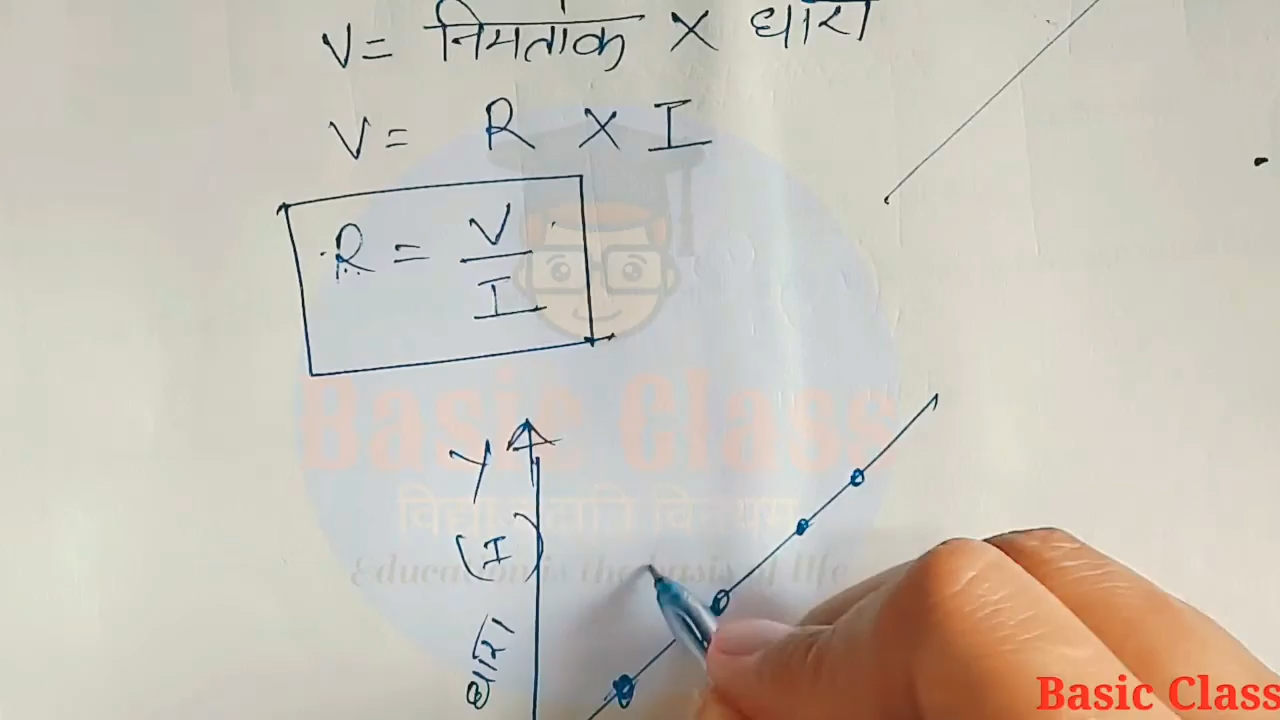 V = नियतांक × धारा
V = R × I
R = V / I
Basic Class
Y
(I)
Education is the basis of life
धारा
Basic Class